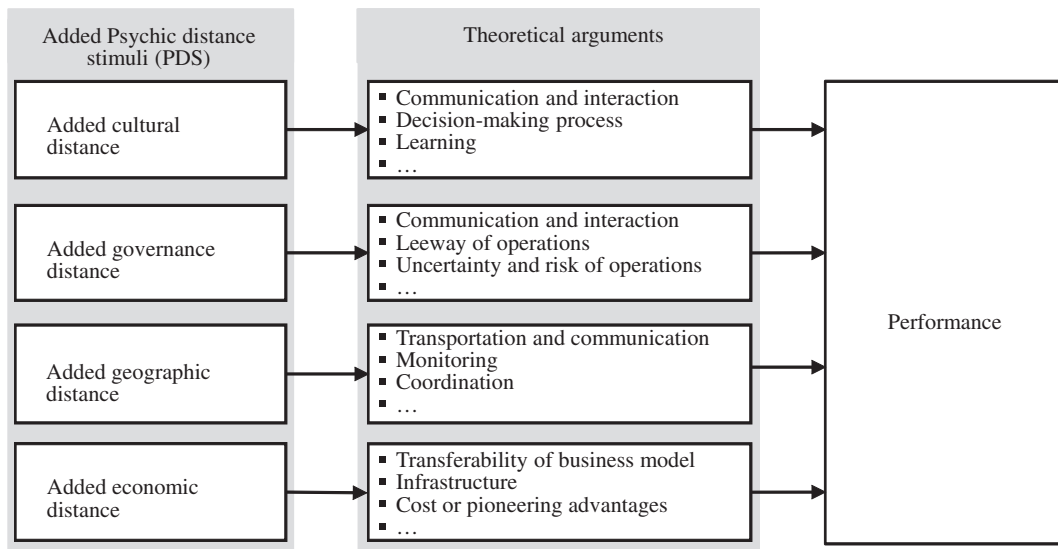 Added Psychic distance
stimuli (PDS)
Theoretical arguments
Added cultural
distance
▪ Communication and interaction
▪ Decision-making process
▪ Learning
▪ …
Added governance
distance
▪ Communication and interaction
▪ Leeway of operations
▪ Uncertainty and risk of operations
▪ …
Added geographic
distance
▪ Transportation and communication
▪ Monitoring
▪ Coordination
▪ …
Added economic
distance
▪ Transferability of business model
▪ Infrastructure
▪ Cost or pioneering advantages
▪ …
Performance